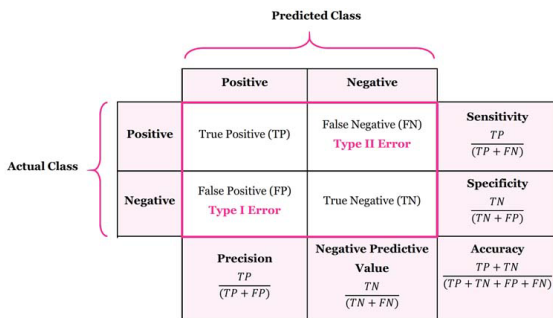 Predicted Class
Positive
Negative
Actual Class
Positive
True Positive (TP)
False Negative (FN)
Type II Error
Sensitivity
TP
(TP + FN)
Negative
False Positive (FP)
Type I Error
True Negative (TN)
Specificity
TN
(TN + FP)
Precision
TP
(TP + FP)
Negative Predictive
Value
TN
(TN + FN)
Accuracy
TP + TN
(TP + TN + FP + FN)